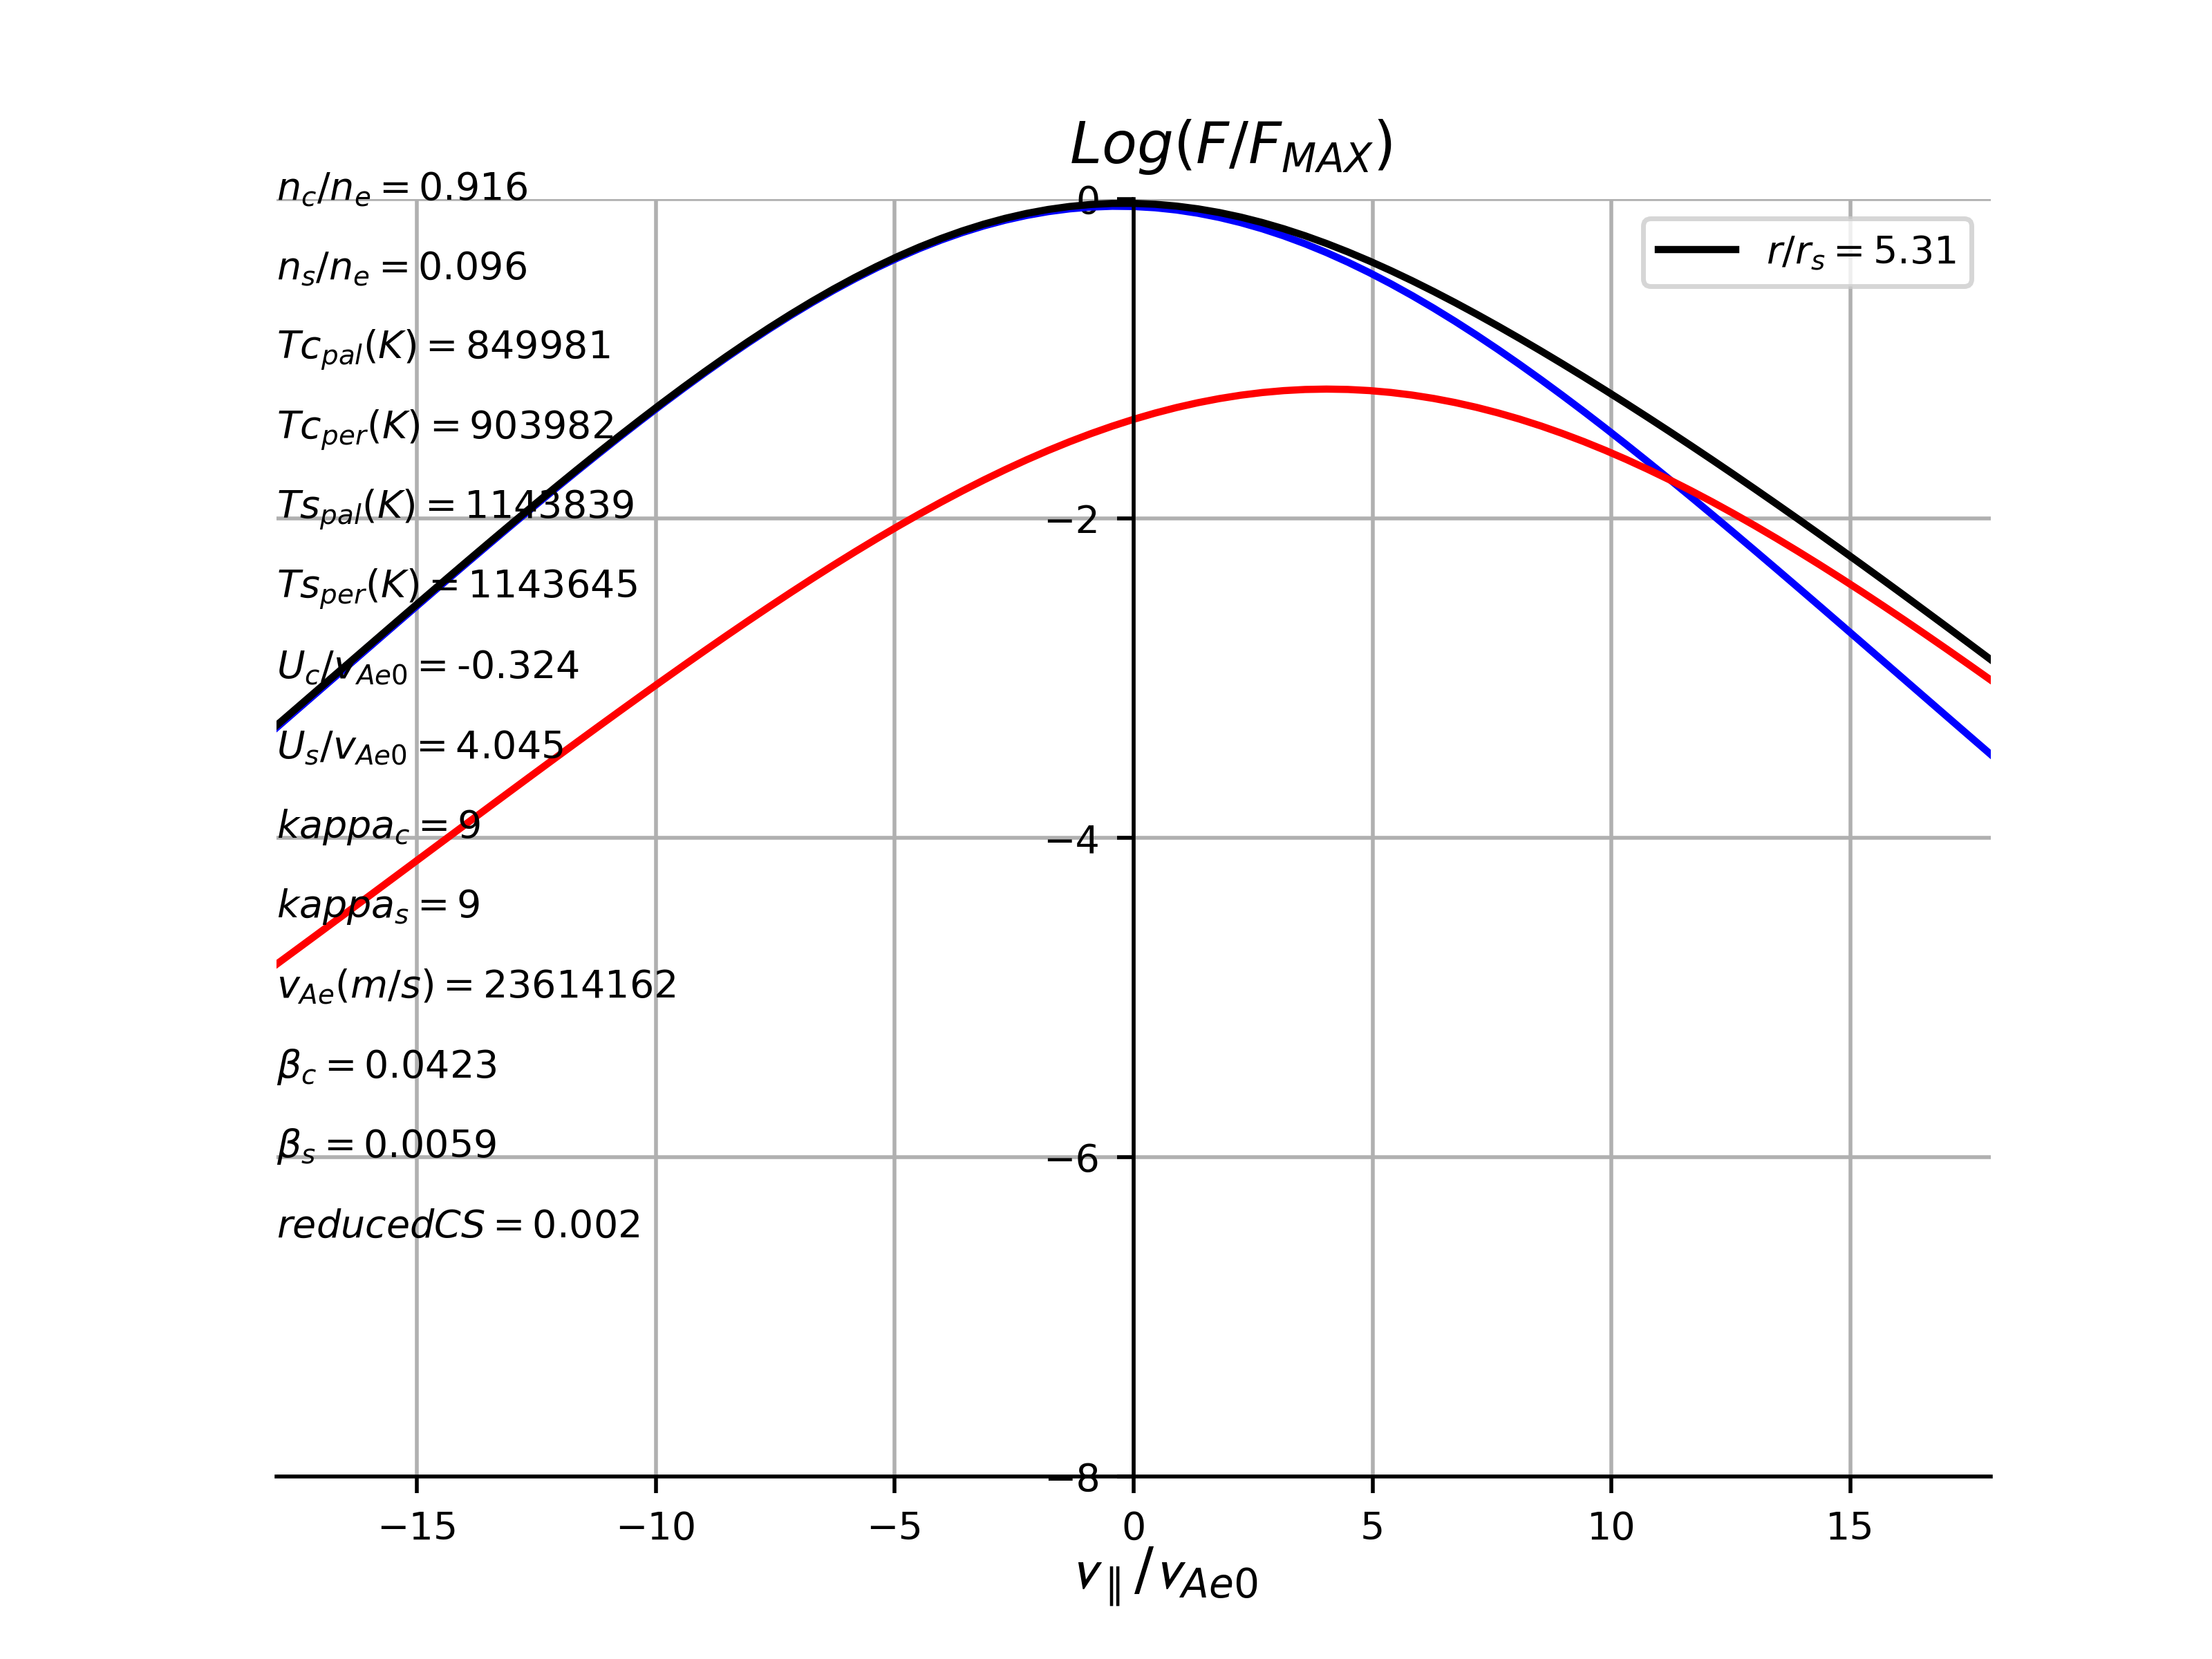 Log(F/F_MAX)
n_c/n_e = 0.916
n_s/n_e = 0.096
Tc_pal(K) = 849981
Tc_per(K) = 903982
Ts_pal(K) = 1143839
Ts_per(K) = 1143645
U_c/v_Ae0 = -0.324
U_s/v_Ae0 = 4.045
kappa_c = 9
kappa_s = 9
v_Ae(m/s) = 23614162
β_c = 0.0423
β_s = 0.0059
reducedCS = 0.002
r/r_s = 5.31
0
−2
−4
−6
−8
−15 −10 −5 0 5 10 15
v_∥/v_Ae0